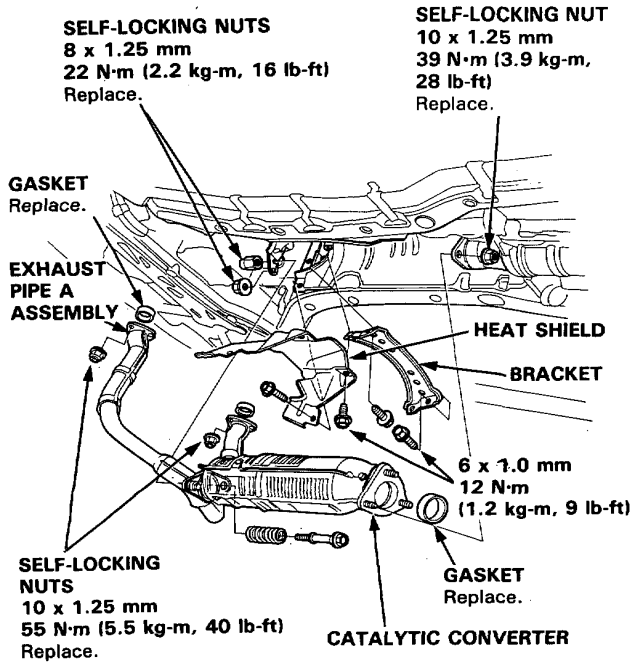 SELF-LOCKING NUTS
8 x 1.25 mm
22 N·m (2.2 kg-m, 16 lb-ft)
Replace.
SELF-LOCKING NUT
10 x 1.25 mm
39 N·m (3.9 kg-m,
28 lb-ft)
Replace.
GASKET
Replace.
EXHAUST
PIPE A
ASSEMBLY
HEAT SHIELD
BRACKET
6 x 1.0 mm
12 N·m
(1.2 kg-m, 9 lb-ft)
GASKET
Replace.
SELF-LOCKING
NUTS
10 x 1.25 mm
55 N·m (5.5 kg-m, 40 lb-ft)
Replace.
CATALYTIC CONVERTER